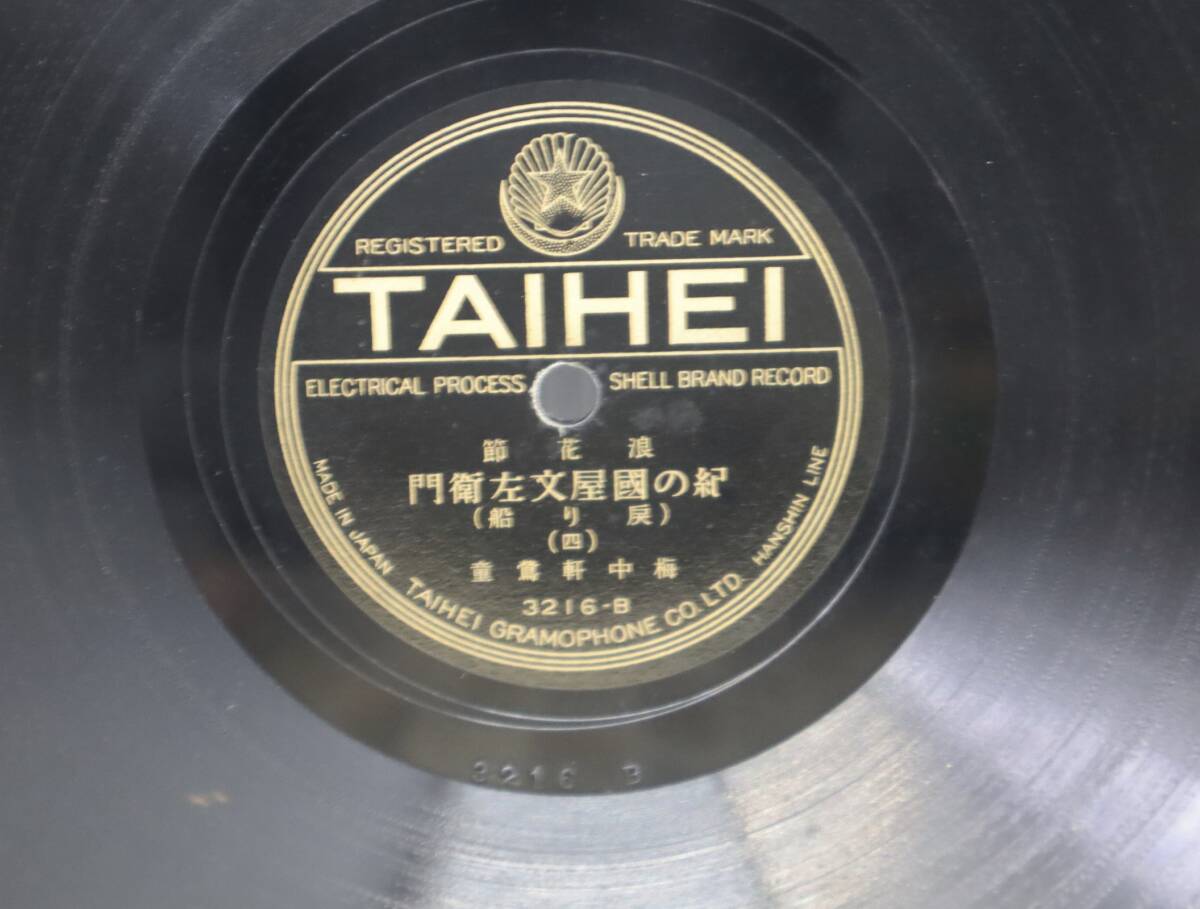 REGISTERED TRADE MARK
TAIHEI
ELECTRICAL PROCESS SHELL BRAND RECORD
浪花節
紀の國屋文左衛門
(戻り船)
(四)
梅中軒鶯童
3216-B
MADE IN JAPAN TAIHEI GRAMOPHONE CO. LTD. HANSHIN LINE
3216 B